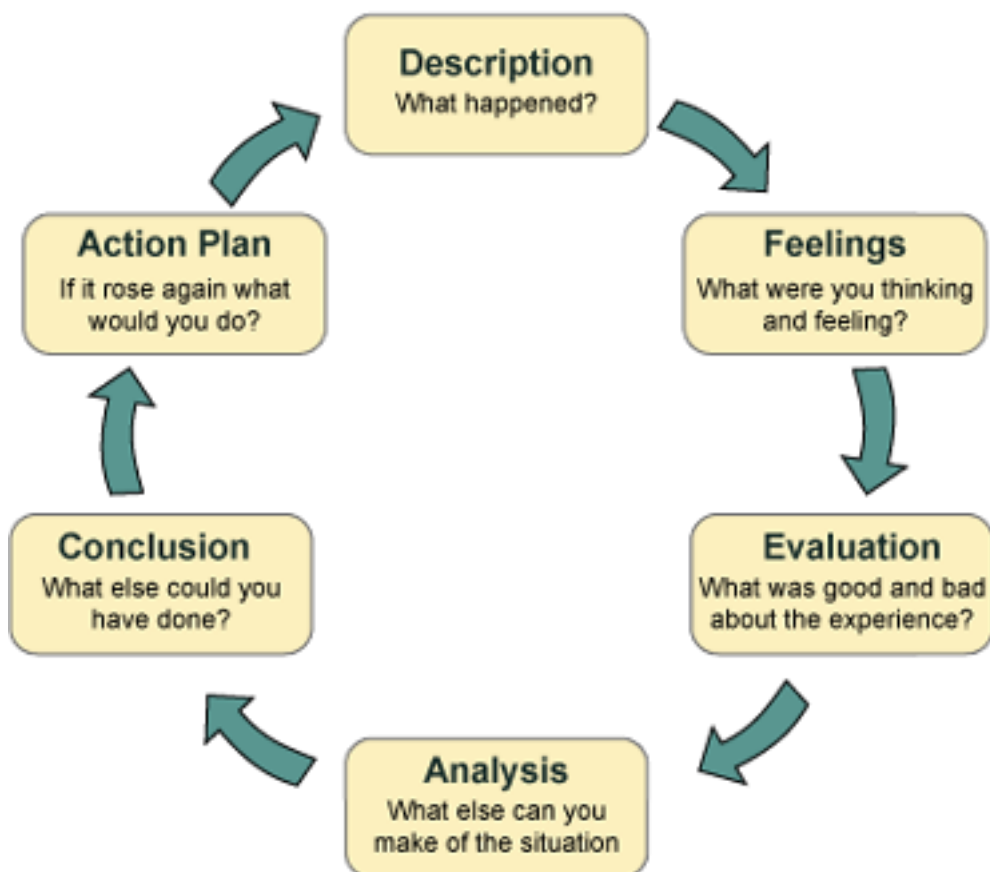 Description
What happened?
Feelings
What were you thinking
and feeling?
Evaluation
What was good and bad
about the experience?
Analysis
What else can you
make of the situation
Conclusion
What else could you
have done?
Action Plan
If it rose again what
would you do?